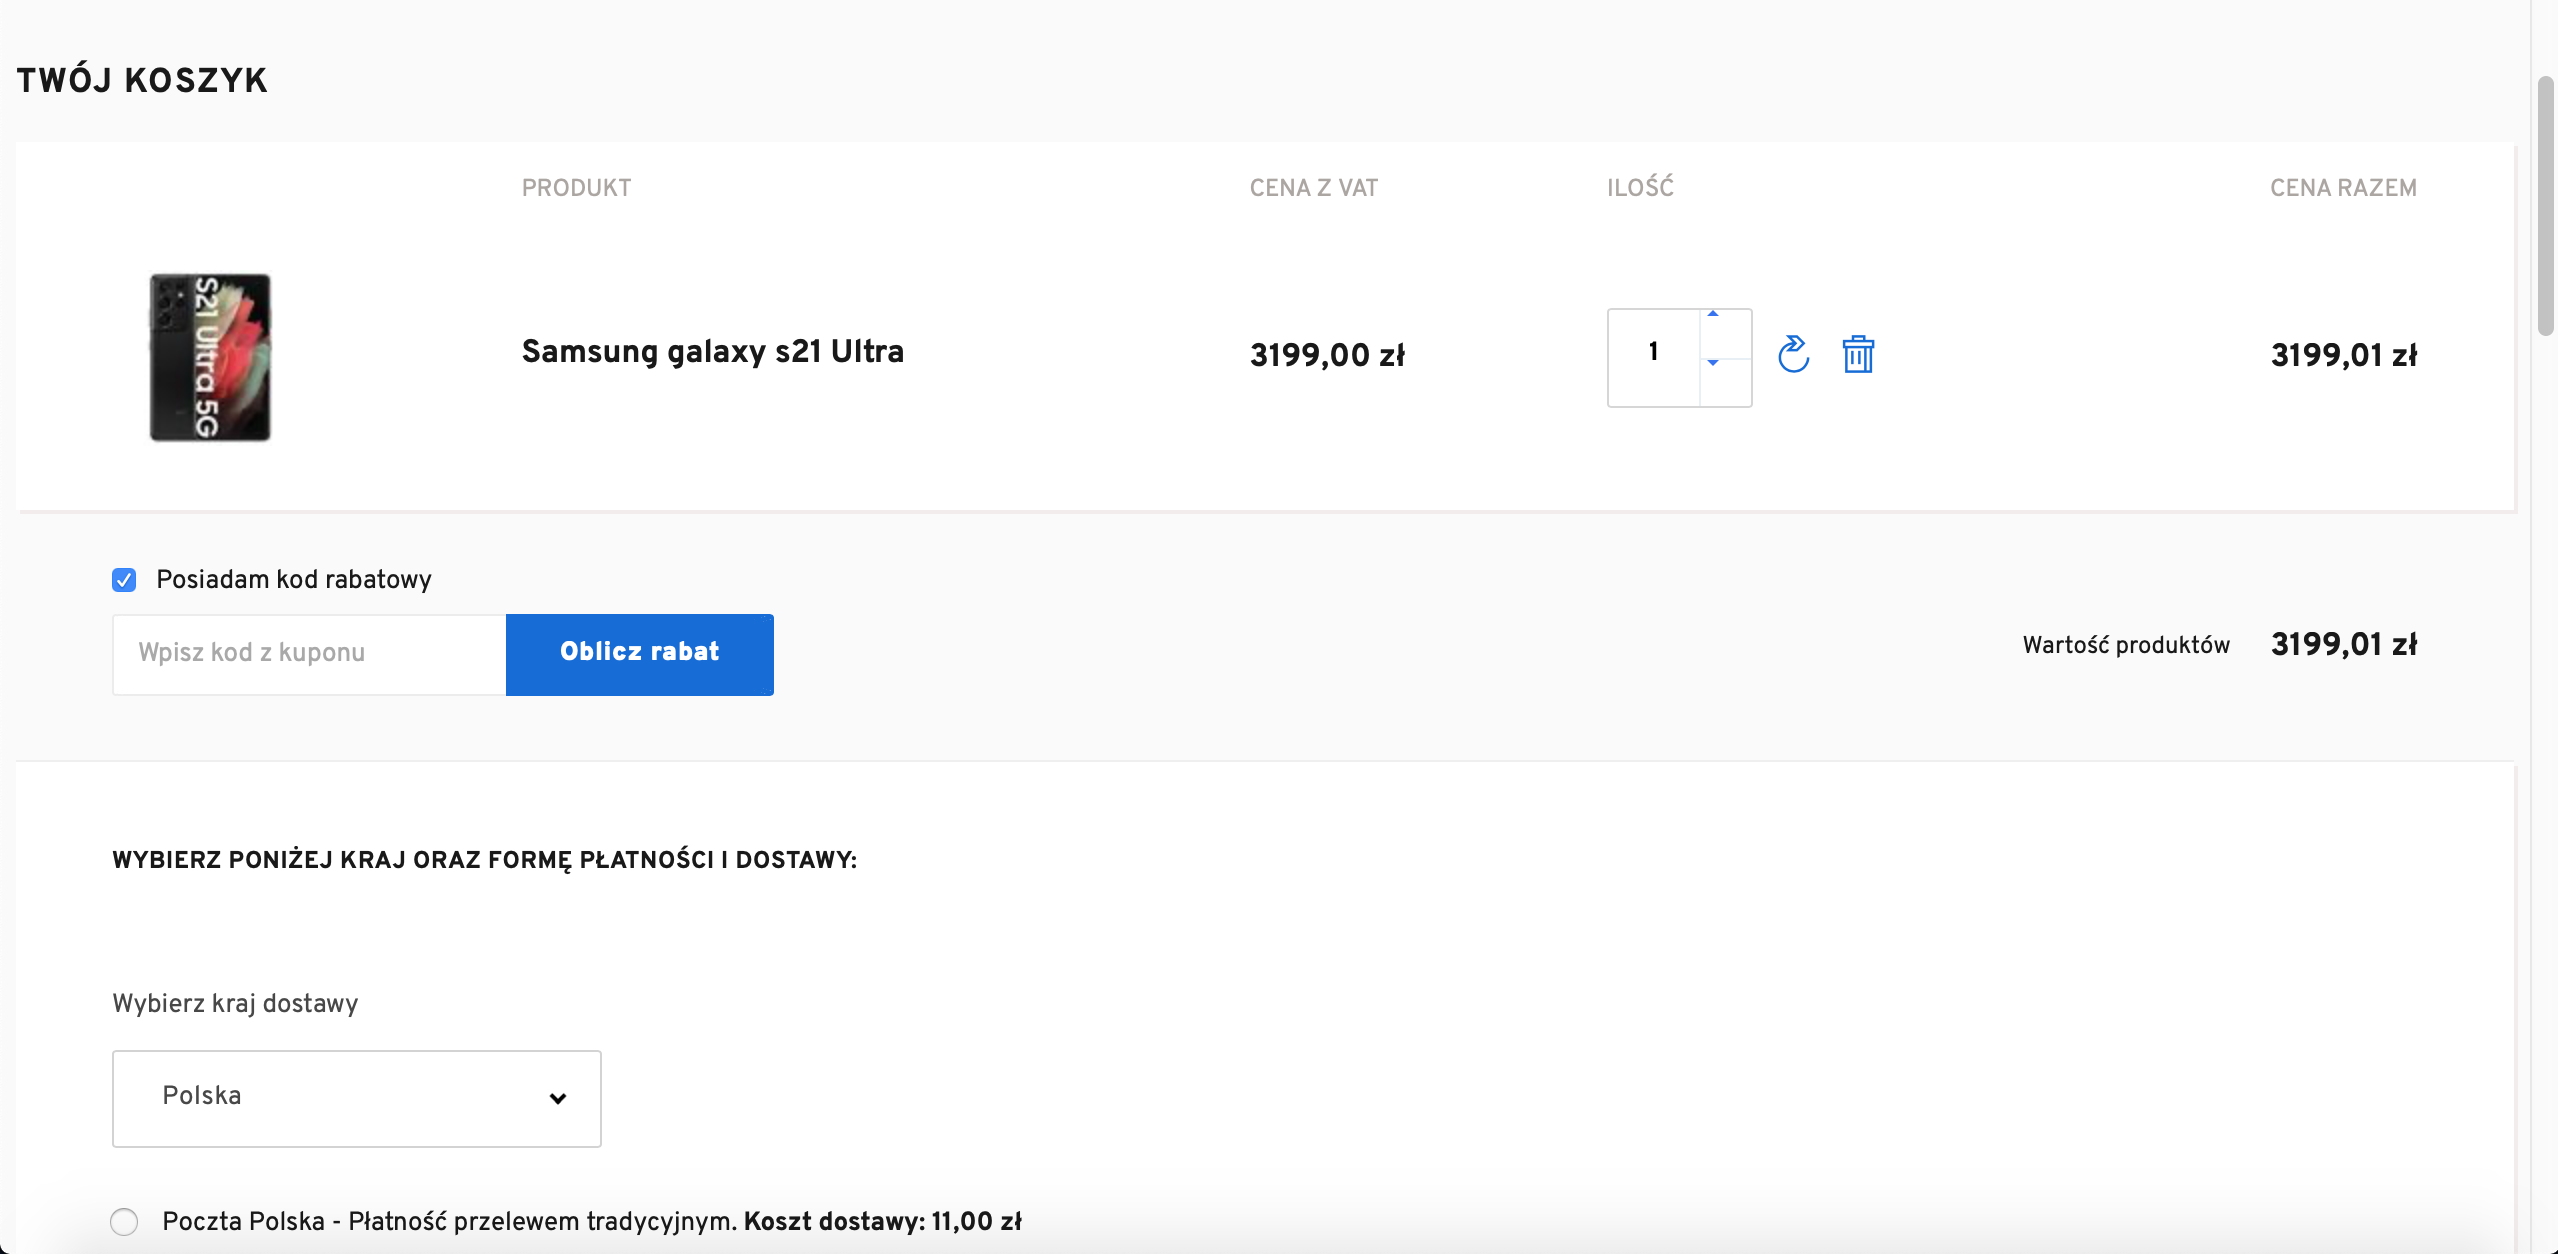 TWÓJ KOSZYK
PRODUKT CENA Z VAT ILOŚĆ CENA RAZEM
S21 Ultra 5G
Samsung galaxy s21 Ultra 3199,00 zł 1 3199,01 zł
Posiadam kod rabatowy
Wpisz kod z kuponu Oblicz rabat
Wartość produktów 3199,01 zł
WYBIERZ PONIŻEJ KRAJ ORAZ FORMĘ PŁATNOŚCI I DOSTAWY:
Wybierz kraj dostawy
Polska
Poczta Polska - Płatność przelewem tradycyjnym. Koszt dostawy: 11,00 zł